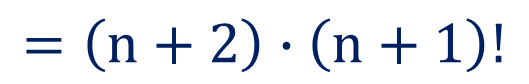 = (n + 2) · (n + 1)!